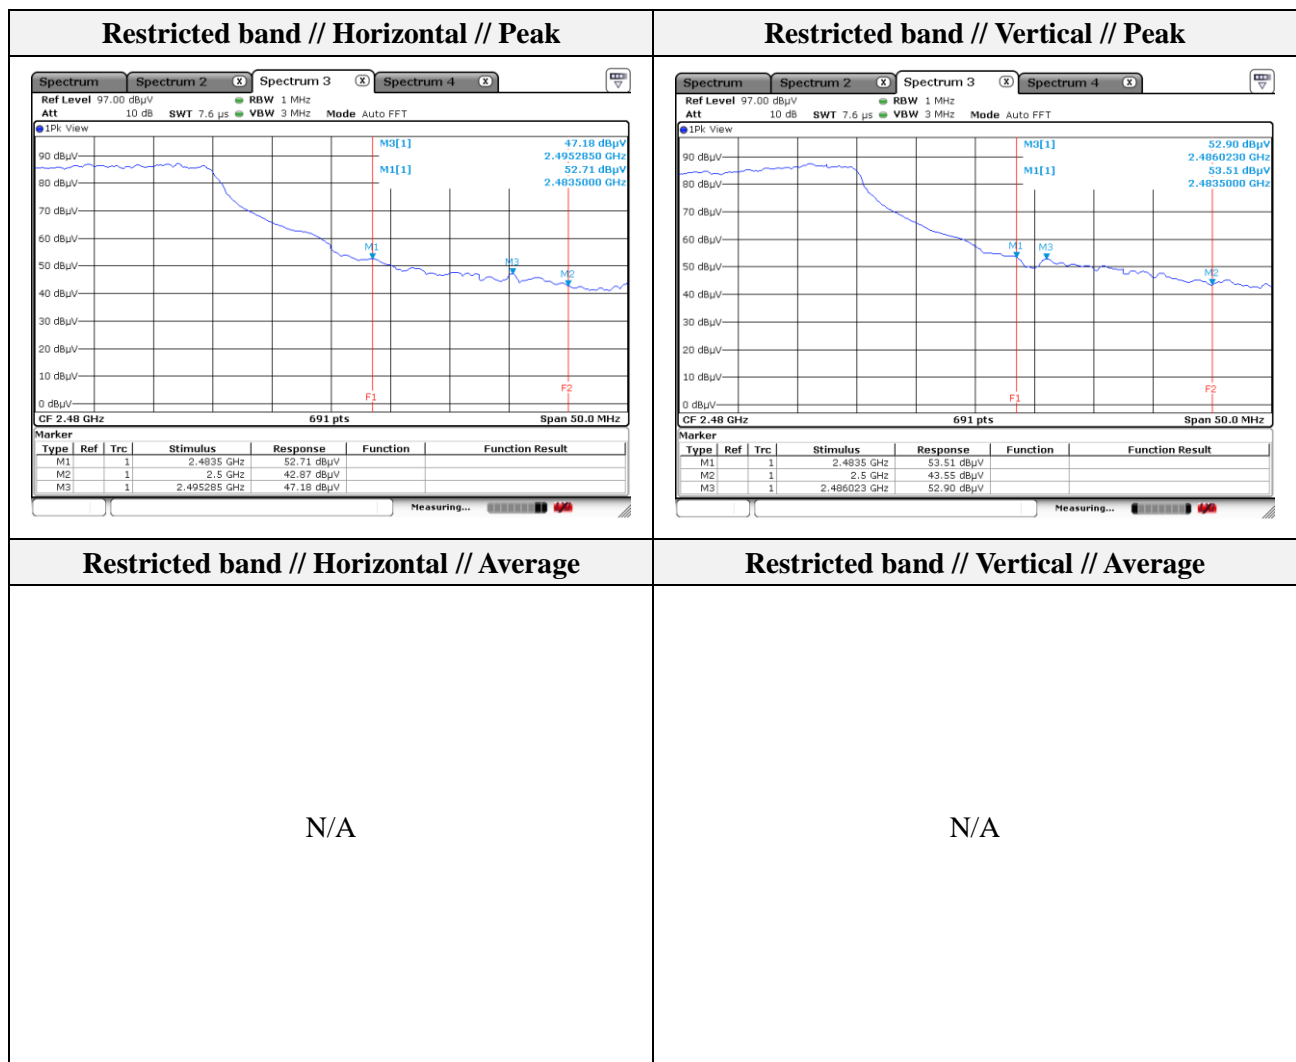 Restricted band // Horizontal // Peak
Spectrum Spectrum 2 X Spectrum 3 X Spectrum 4 X
Ref Level 97.00 dBµV RBW 1 MHz
Att 10 dB SWT 7.6 µs VBW 3 MHz Mode Auto FFT
1Pk View
M3[1] 47.18 dBµV
2.4952850 GHz
M1[1] 52.71 dBµV
2.4835000 GHz
90 dBµV
80 dBµV
70 dBµV
60 dBµV
50 dBµV
40 dBµV
30 dBµV
20 dBµV
10 dBµV
0 dBµV
M1
M3
M2
F1
F2
CF 2.48 GHz 691 pts Span 50.0 MHz
Marker
Type Ref Trc Stimulus Response Function Function Result
M1 1 2.4835 GHz 52.71 dBµV
M2 1 2.5 GHz 42.87 dBµV
M3 1 2.495285 GHz 47.18 dBµV
Measuring...
Restricted band // Vertical // Peak
Spectrum Spectrum 2 X Spectrum 3 X Spectrum 4 X
Ref Level 97.00 dBµV RBW 1 MHz
Att 10 dB SWT 7.6 µs VBW 3 MHz Mode Auto FFT
1Pk View
M3[1] 52.90 dBµV
2.4860230 GHz
M1[1] 53.51 dBµV
2.4835000 GHz
90 dBµV
80 dBµV
70 dBµV
60 dBµV
50 dBµV
40 dBµV
30 dBµV
20 dBµV
10 dBµV
0 dBµV
M1
M3
M2
F1
F2
CF 2.48 GHz 691 pts Span 50.0 MHz
Marker
Type Ref Trc Stimulus Response Function Function Result
M1 1 2.4835 GHz 53.51 dBµV
M2 1 2.5 GHz 43.55 dBµV
M3 1 2.486023 GHz 52.90 dBµV
Measuring...
Restricted band // Horizontal // Average
N/A
Restricted band // Vertical // Average
N/A